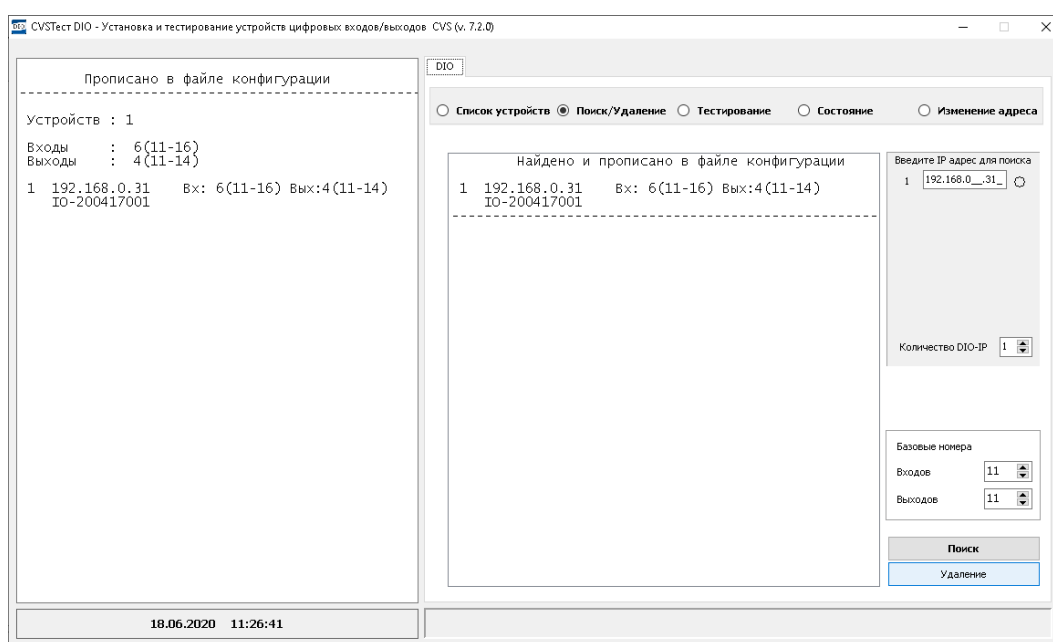 DIO CVSТест DIO - Установка и тестирование устройств цифровых входов/выходов CVS (v. 7.2.0)
Прописано в файле конфигурации
Устройств : 1
Входы : 6(11-16)
Выходы : 4(11-14)
1 192.168.0.31 Вх: 6(11-16) Вых:4(11-14)
IO-200417001
18.06.2020 11:26:41
DIO
Список устройств Поиск/Удаление Тестирование Состояние Изменение адреса
Найдено и прописано в файле конфигурации
1 192.168.0.31 Вх: 6(11-16) Вых:4(11-14)
IO-200417001
Введите IP адрес для поиска
1 192.168.0__.31_
Количество DIO-IP 1
Базовые номера
Входов 11
Выходов 11
Поиск
Удаление